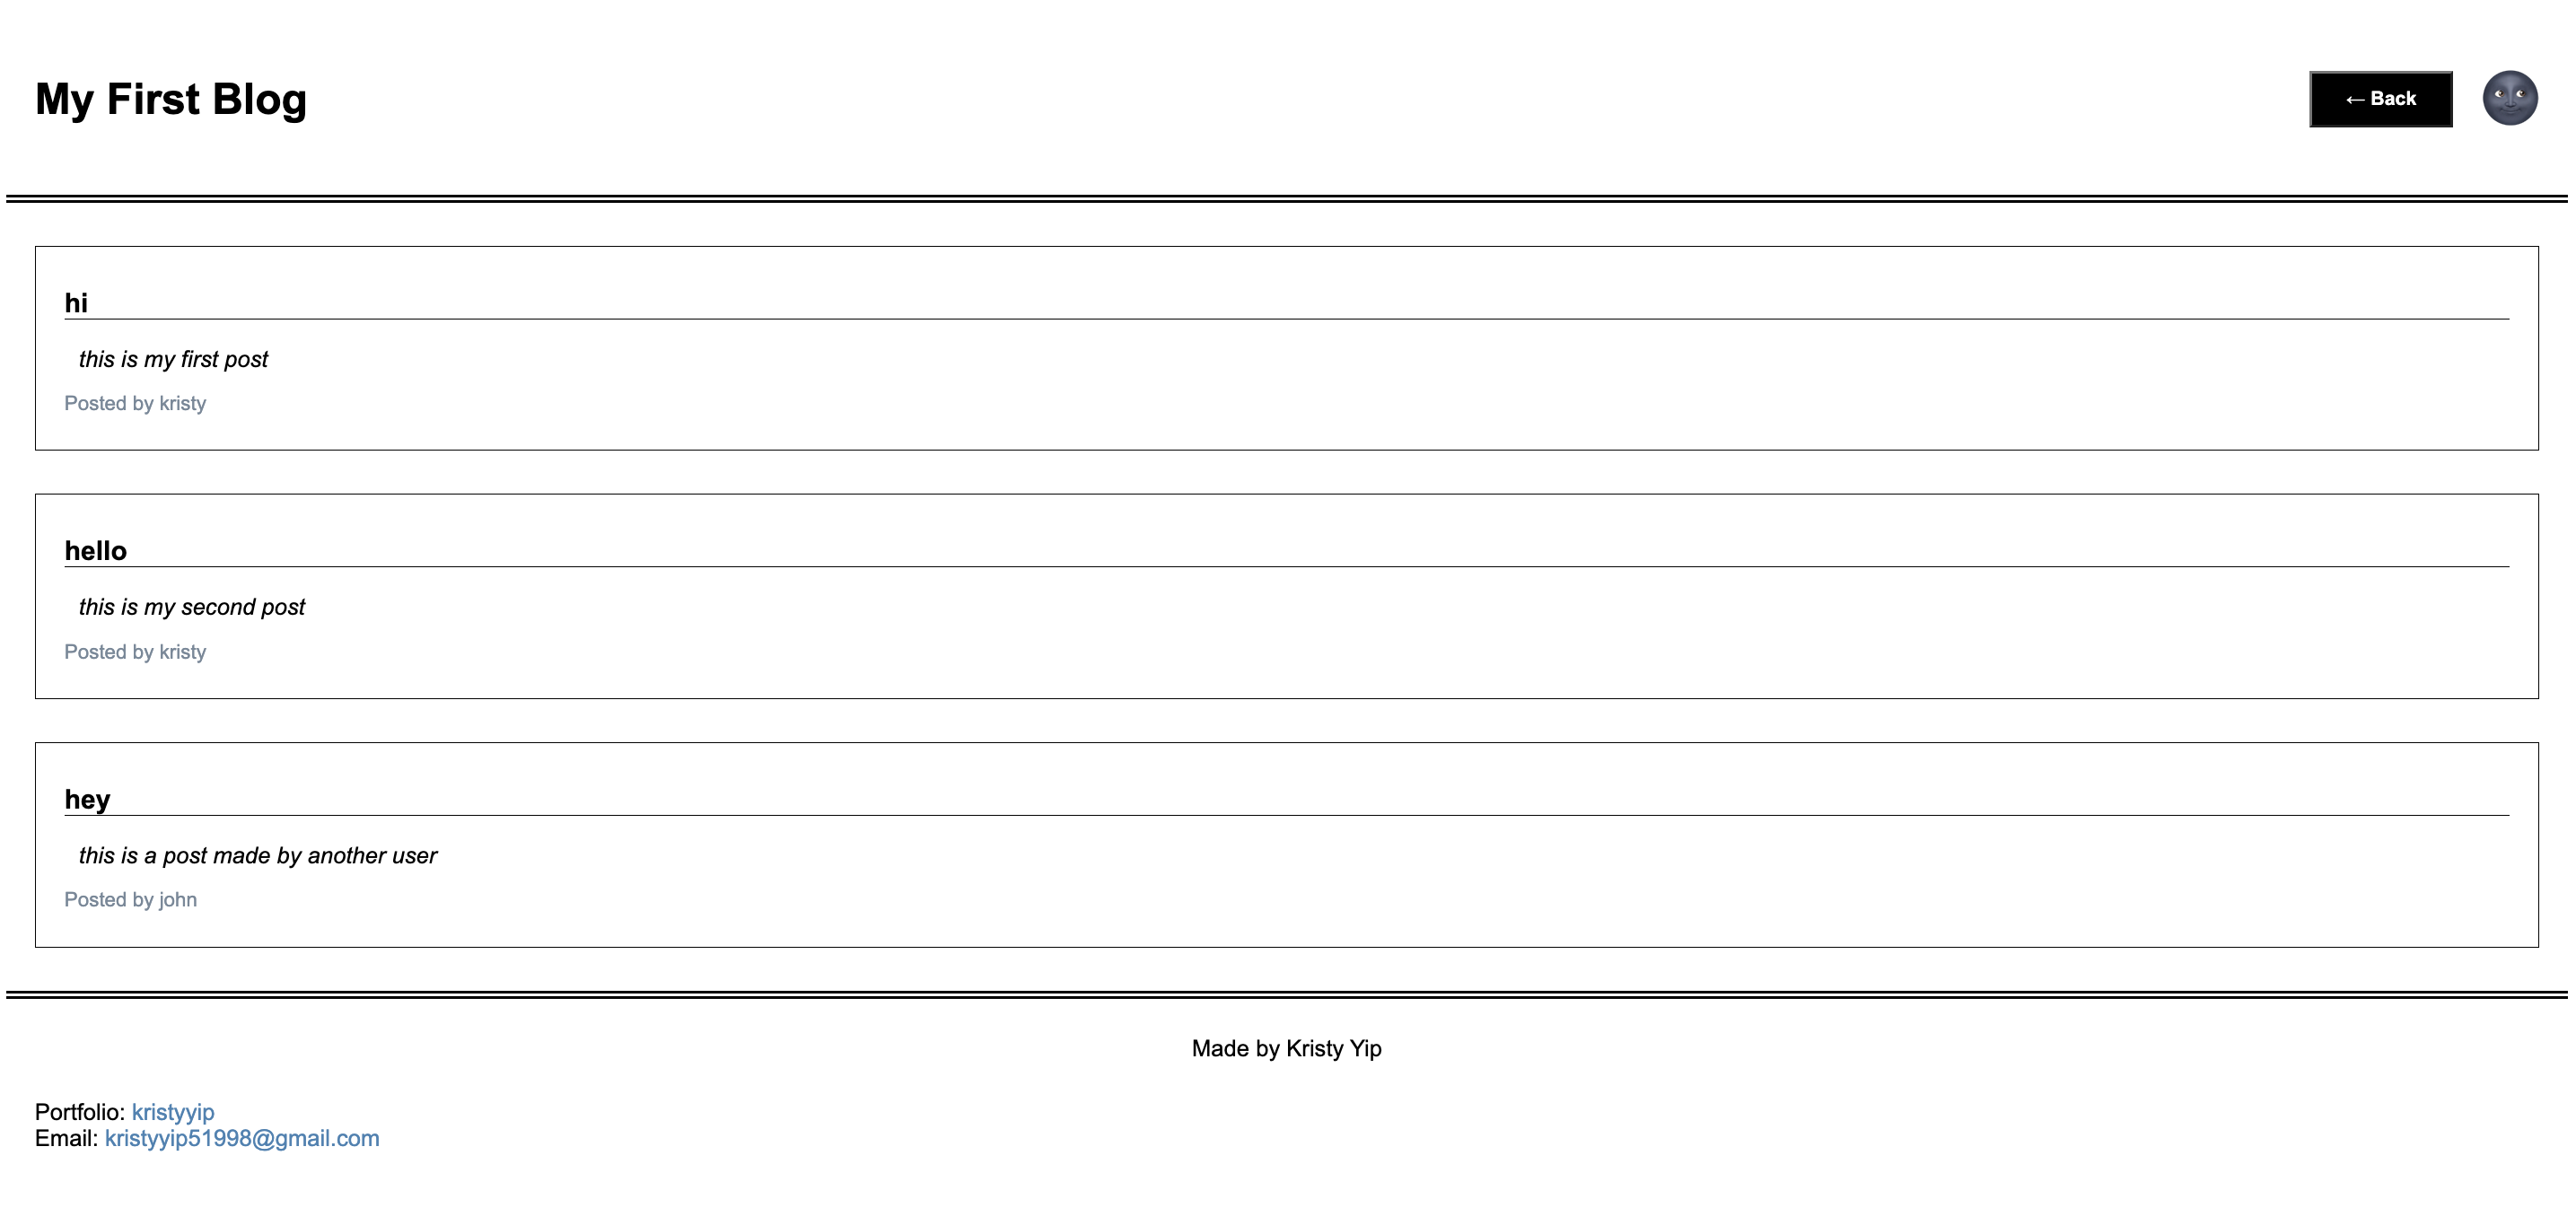 My First Blog
← Back
hi
this is my first post
Posted by kristy
hello
this is my second post
Posted by kristy
hey
this is a post made by another user
Posted by john
Made by Kristy Yip
Portfolio: kristyyip
Email: kristyyip51998@gmail.com